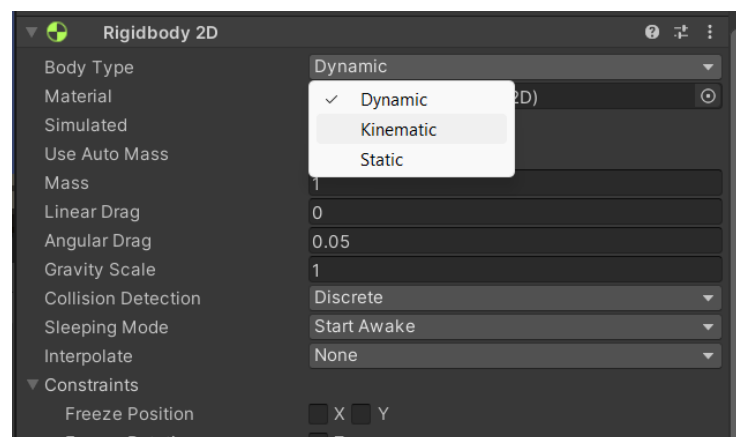 Rigidbody 2D
Body Type Dynamic
Material 2D)
Dynamic
Simulated
Kinematic
Use Auto Mass
Static
Mass 1
Linear Drag 0
Angular Drag 0.05
Gravity Scale 1
Collision Detection Discrete
Sleeping Mode Start Awake
Interpolate None
Constraints
Freeze Position X Y